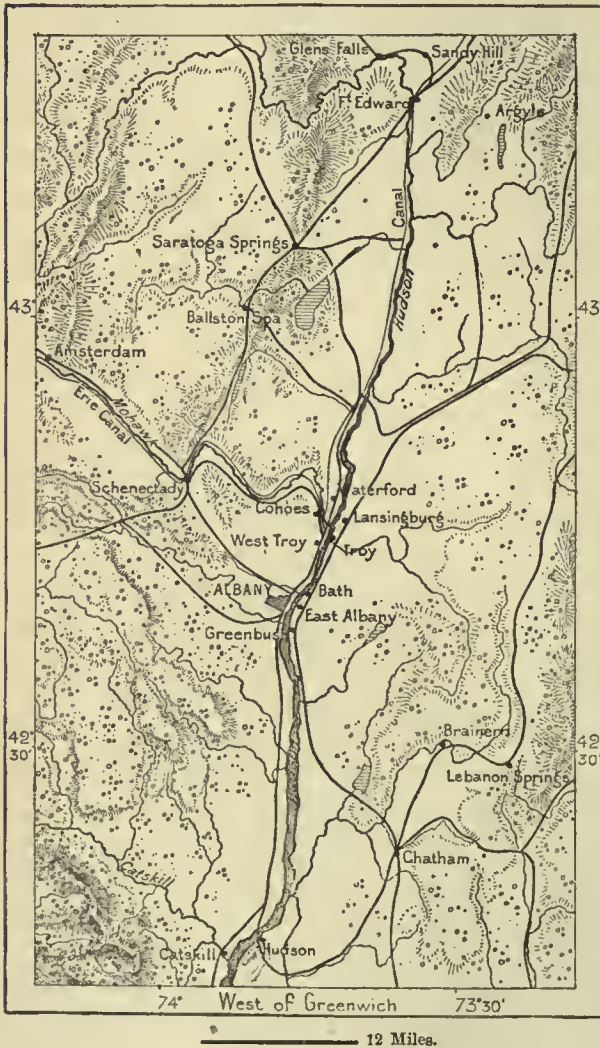 Glens Falls
Sandy Hill
Ft Edward
Argyle
Canal
Saratoga Springs
Hudson
43°
43°
Ballston Spa
Amsterdam
Mohawk
Erie Canal
Schenectady
aterford
Cohoes
Lansingburg
West Troy
Troy
ALBANY
Bath
East Albany
Greenbus
Brainerd
42°
30'
42°
30'
Lebanon Springs
Chatham
Catskill
Catskill
Hudson
74°
West of Greenwich
73°30'
12 Miles.